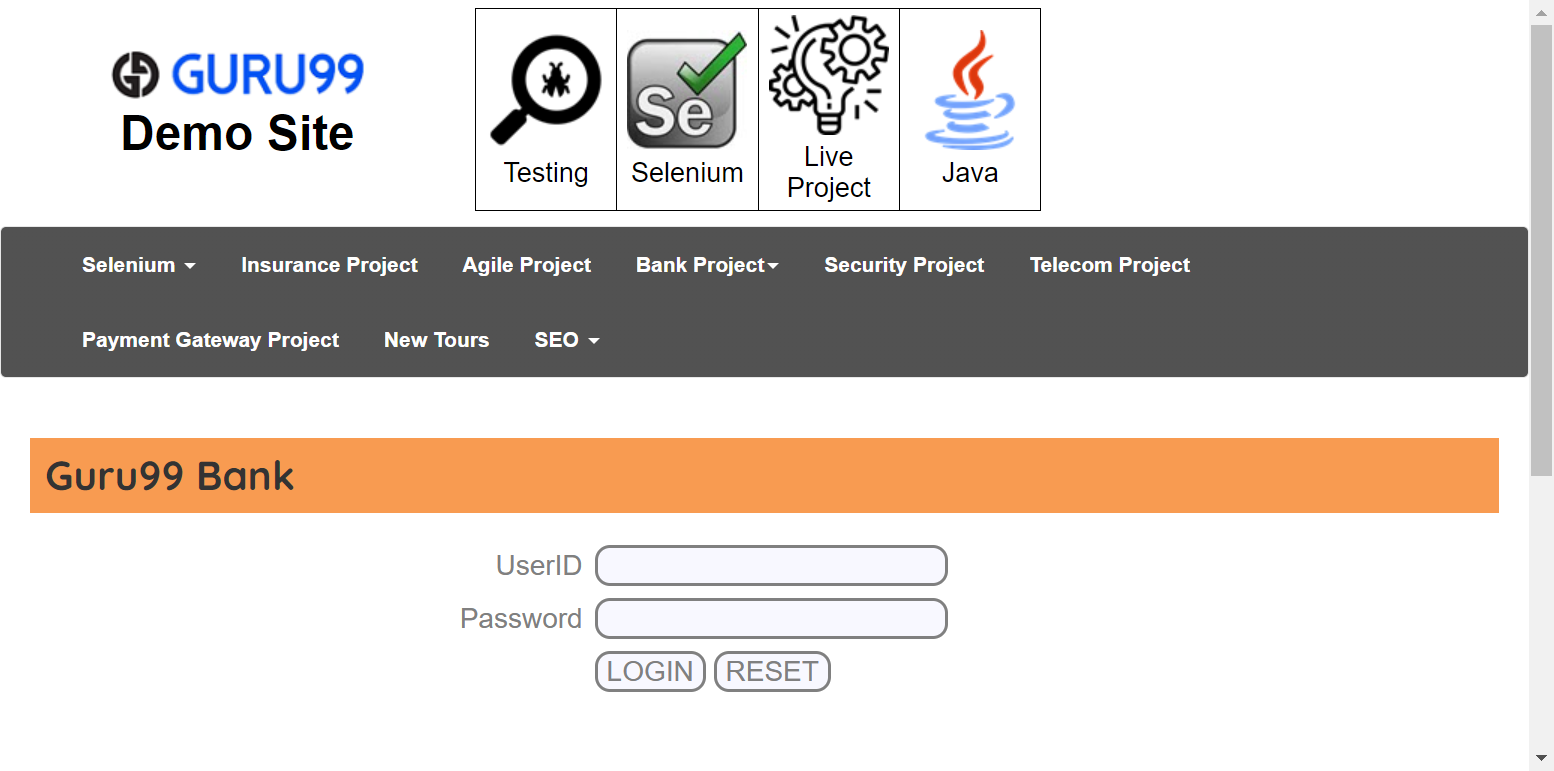 GURU99
Demo Site
Testing
Se
Selenium
Live
Project
Java
Selenium
Insurance Project
Agile Project
Bank Project
Security Project
Telecom Project
Payment Gateway Project
New Tours
SEO
Guru99 Bank
UserID
Password
LOGIN
RESET